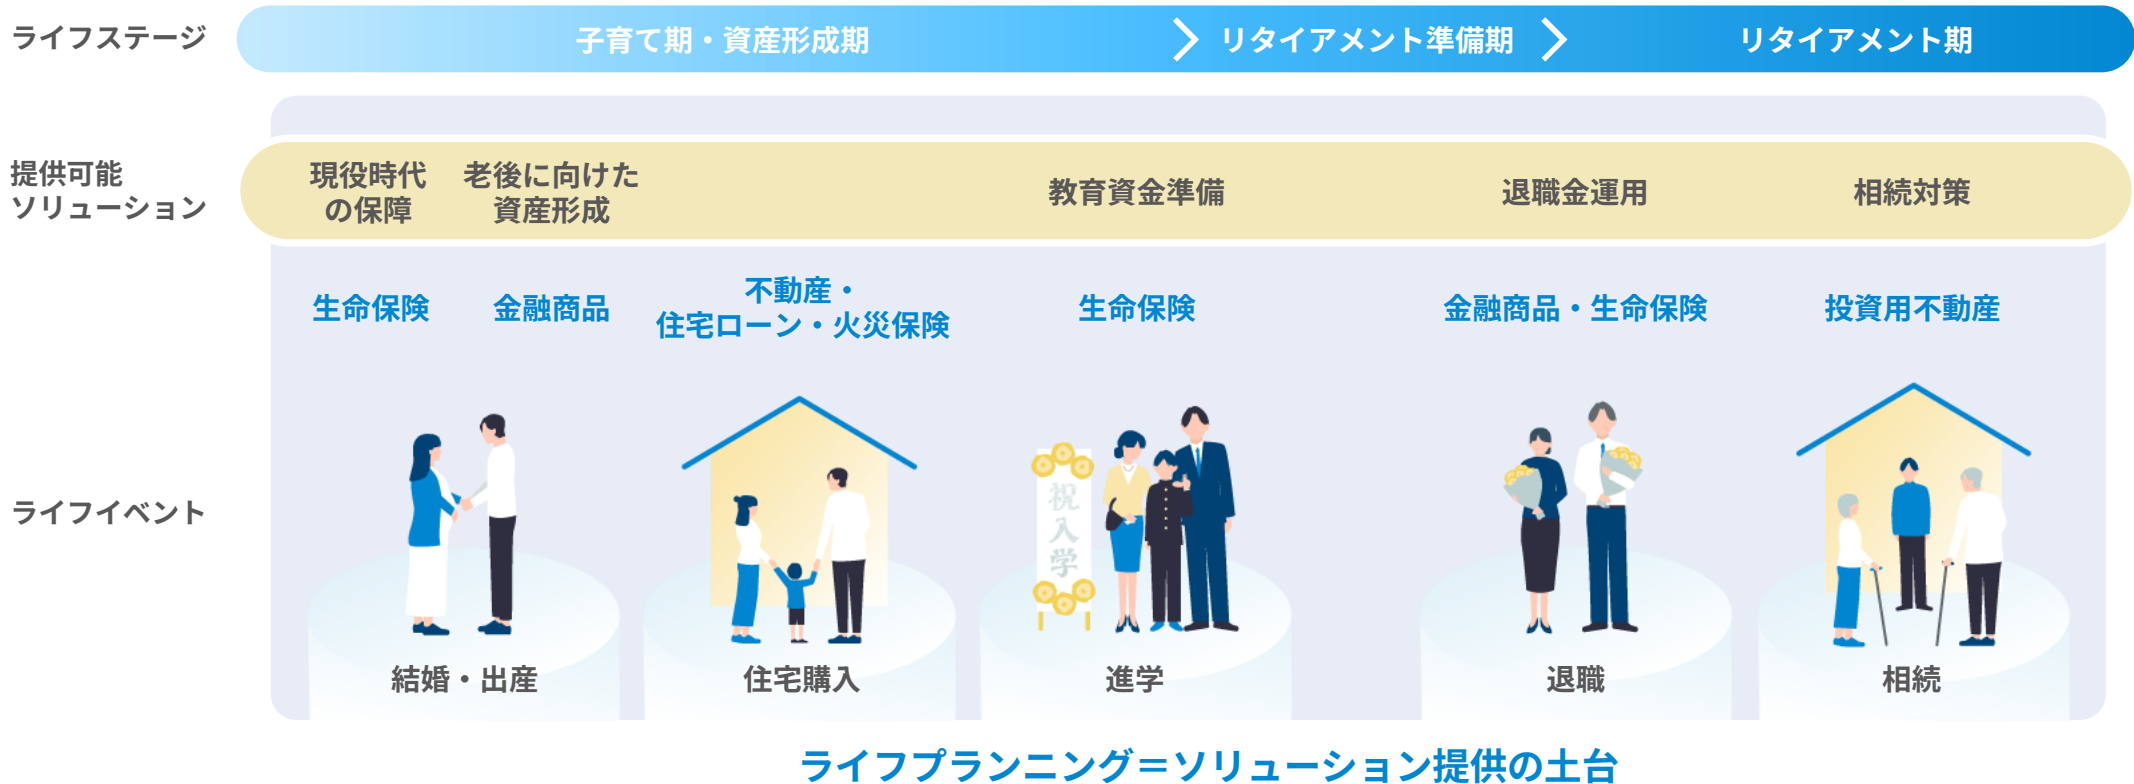 ライフステージ
子育て期・資産形成期
リタイアメント準備期
リタイアメント期
提供可能
ソリューション
現役時代
の保障
老後に向けた
資産形成
教育資金準備
退職金運用
相続対策
生命保険
金融商品
不動産・
住宅ローン・火災保険
生命保険
金融商品・生命保険
投資用不動産
ライフイベント
祝入学
結婚・出産
住宅購入
進学
退職
相続
ライフプランニング＝ソリューション提供の土台